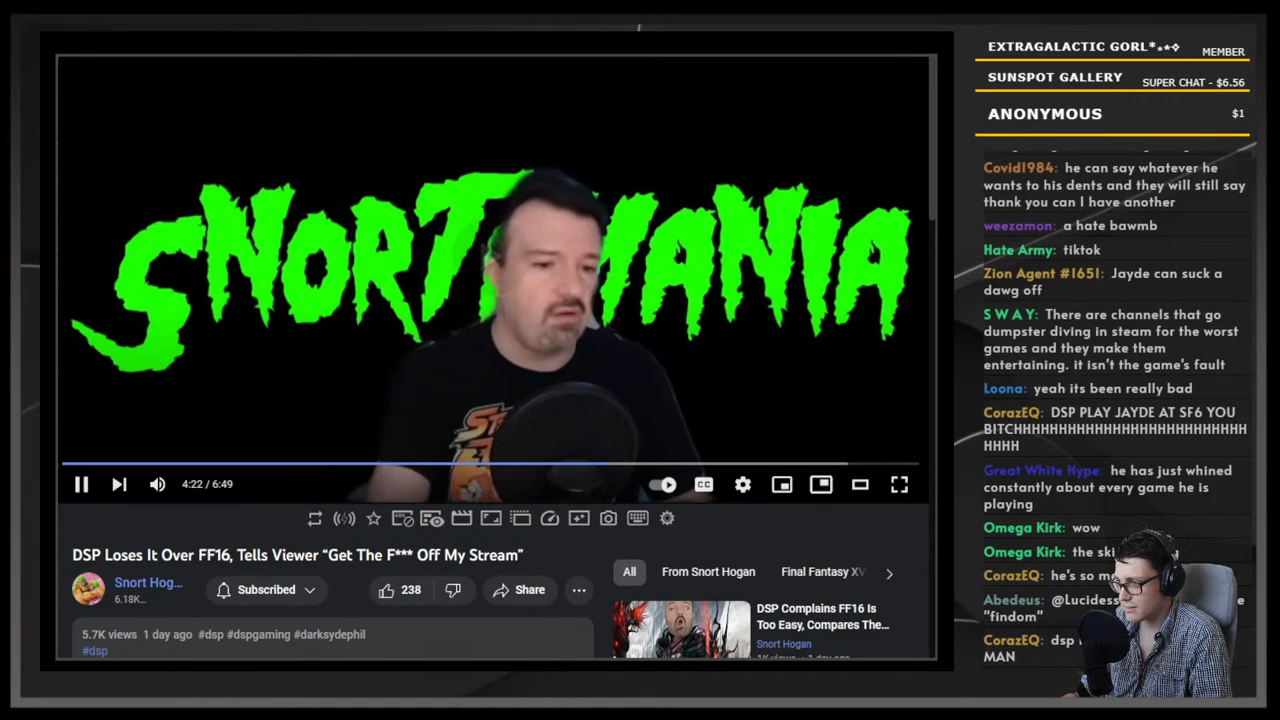 SNORT MANIA
4:22 / 6:49
CC
DSP Loses It Over FF16, Tells Viewer “Get The F*** Off My Stream”
Snort Hog...
6.18K...
Subscribed
238
Share
5.7K views 1 day ago #dsp #dspgaming #darksydephil
#dsp
All
From Snort Hogan
Final Fantasy XV
DSP Complains FF16 Is
Too Easy, Compares The...
Snort Hogan
EXTRAGALACTIC GORL*⋆⭒✧
MEMBER
SUNSPOT GALLERY
SUPER CHAT - $6.56
ANONYMOUS
$1
Covid1984: he can say whatever he
wants to his dents and they will still say
thank you can I have another
weezamon: a hate bawmb
Hate Army: tiktok
Zion Agent #1651: Jayde can suck a
dawg off
S W A Y: There are channels that go
dumpster diving in steam for the worst
games and they make them
entertaining. it isn't the game's fault
Loona: yeah its been really bad
CorazEQ: DSP PLAY JAYDE AT SF6 YOU
BITCHHHHHHHHHHHHHHHHHHHHHHHHHH
HHHH
Great White Hype: he has just whined
constantly about every game he is
playing
Omega Kirk: wow
Omega Kirk: the
CorazEQ: he's so
Abedeus:
"findom"
CorazEQ: dsp
MAN